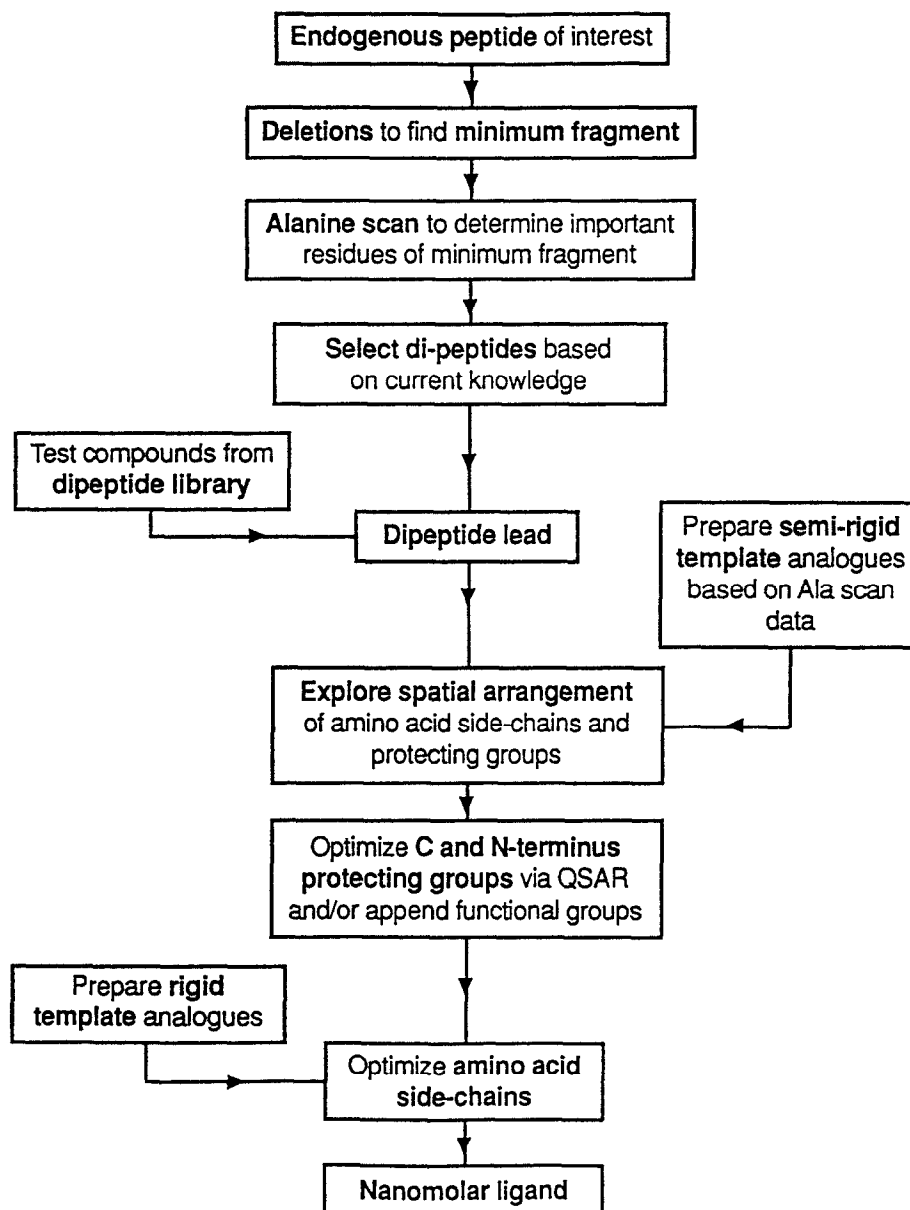 Endogenous peptide of interest
Deletions to find minimum fragment
Alanine scan to determine important
residues of minimum fragment
Select di-peptides based
on current knowledge
Test compounds from
dipeptide library
Dipeptide lead
Prepare semi-rigid
template analogues
based on Ala scan
data
Explore spatial arrangement
of amino acid side-chains and
protecting groups
Optimize C and N-terminus
protecting groups via QSAR
and/or append functional groups
Prepare rigid
template analogues
Optimize amino acid
side-chains
Nanomolar ligand